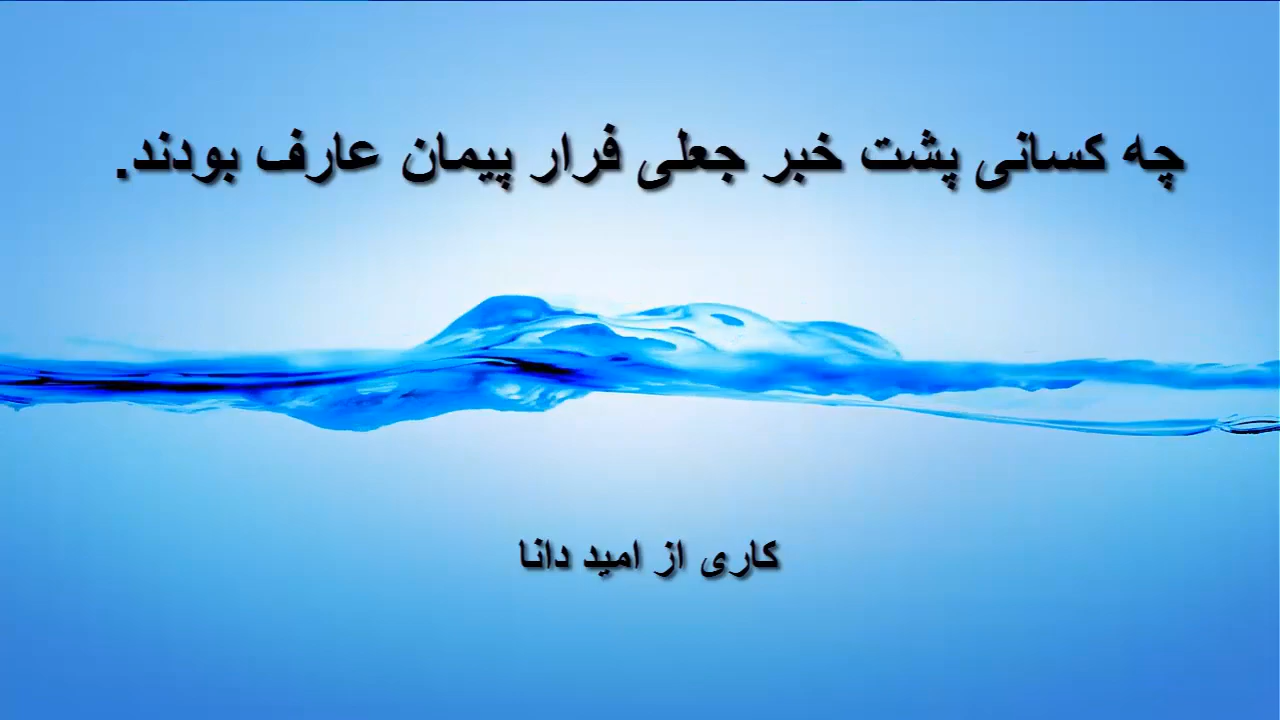 چه کسانی پشت خبر جعلی فرار پیمان عارف بودند.
کاری از امید دانا